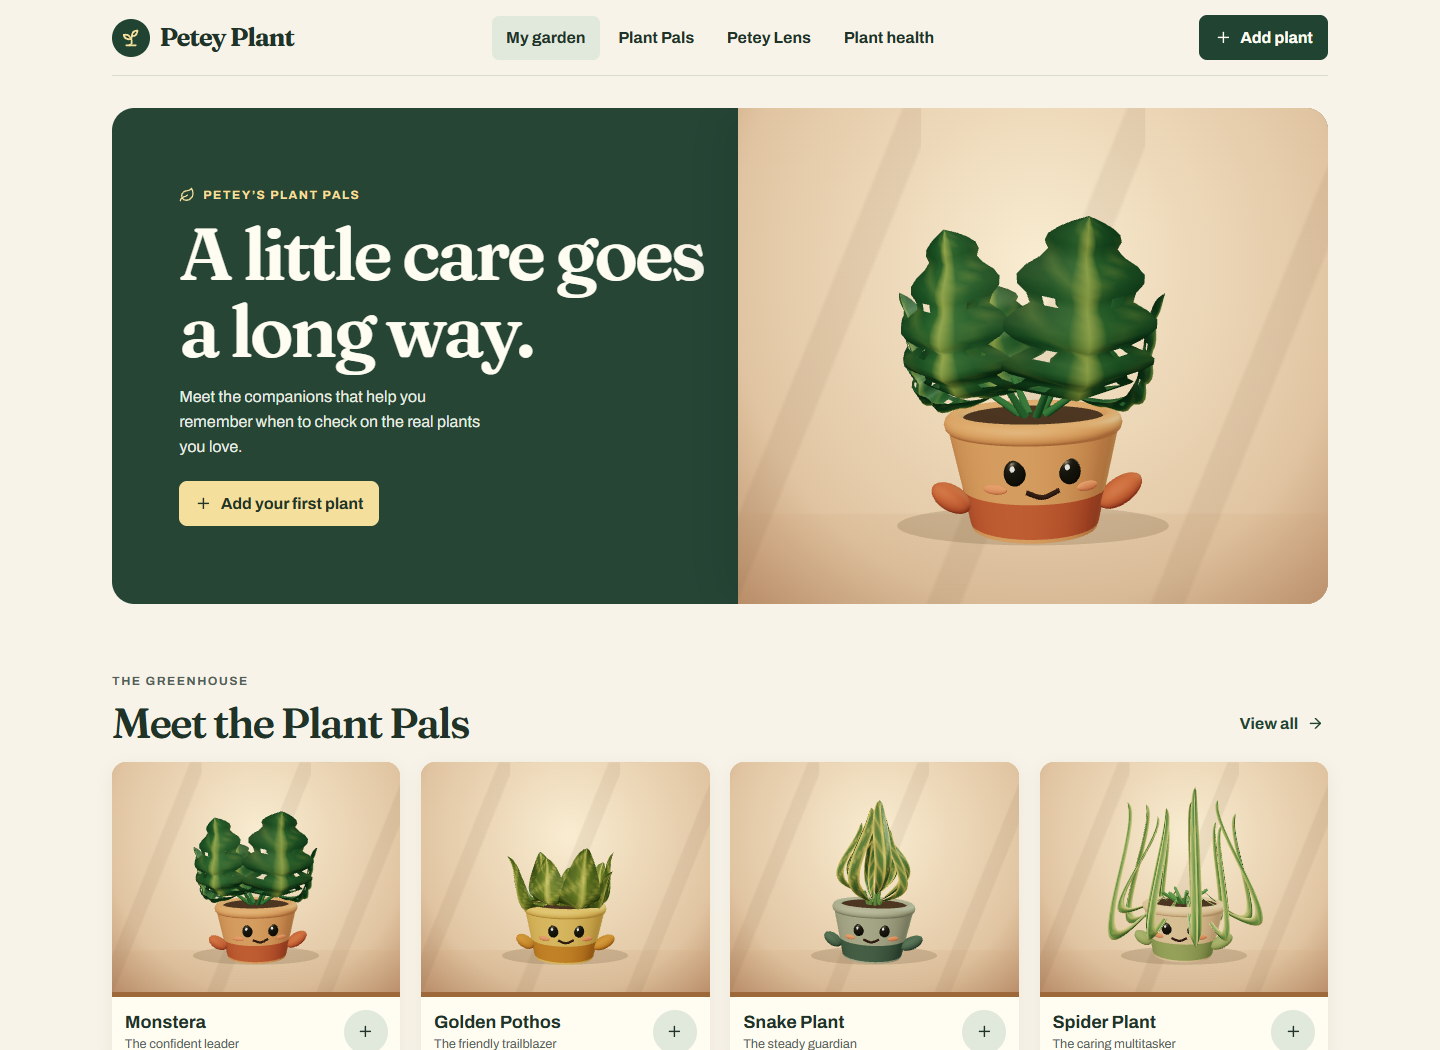 Petey Plant
My garden
Plant Pals
Petey Lens
Plant health
Add plant
PETEY'S PLANT PALS
A little care goes
a long way.
Meet the companions that help you
remember when to check on the real plants
you love.
Add your first plant
THE GREENHOUSE
Meet the Plant Pals
View all
Monstera
The confident leader
Golden Pothos
The friendly trailblazer
Snake Plant
The steady guardian
Spider Plant
The caring multitasker